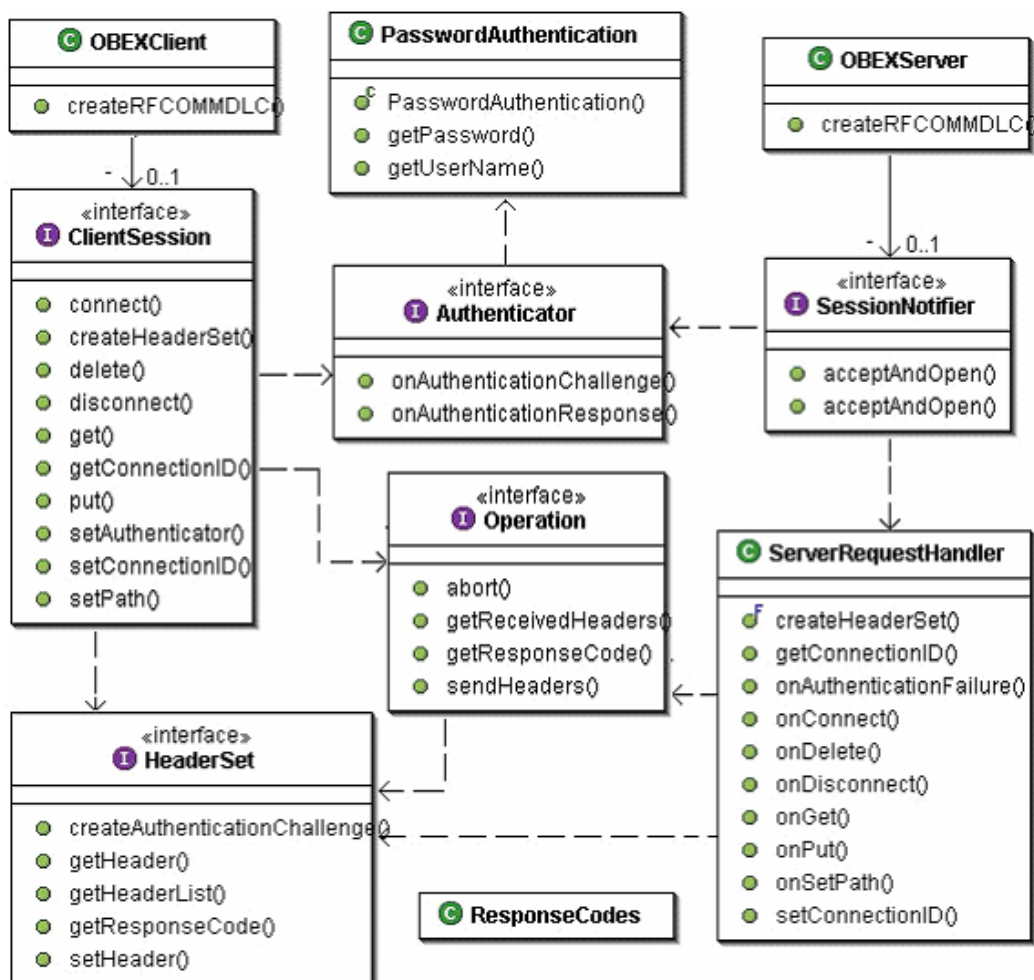 C OBEXClient
createRFCOMMDLC()
C PasswordAuthentication
C PasswordAuthentication()
getPassword()
getUserName()
C OBEXServer
createRFCOMMDLC()
- 0..1
«interface»
I ClientSession
connect()
createHeaderSet()
delete()
disconnect()
get()
getConnectionID()
put()
setAuthenticator()
setConnectionID()
setPath()
«interface»
I Authenticator
onAuthenticationChallenge()
onAuthenticationResponse()
- 0..1
«interface»
I SessionNotifier
acceptAndOpen()
acceptAndOpen()
«interface»
I Operation
abort()
getReceivedHeaders()
getResponseCode()
sendHeaders()
C ServerRequestHandler
F createHeaderSet()
getConnectionID()
onAuthenticationFailure()
onConnect()
onDelete()
onDisconnect()
onGet()
onPut()
onSetPath()
setConnectionID()
«interface»
I HeaderSet
createAuthenticationChallenge()
getHeader()
getHeaderList()
getResponseCode()
setHeader()
C ResponseCodes